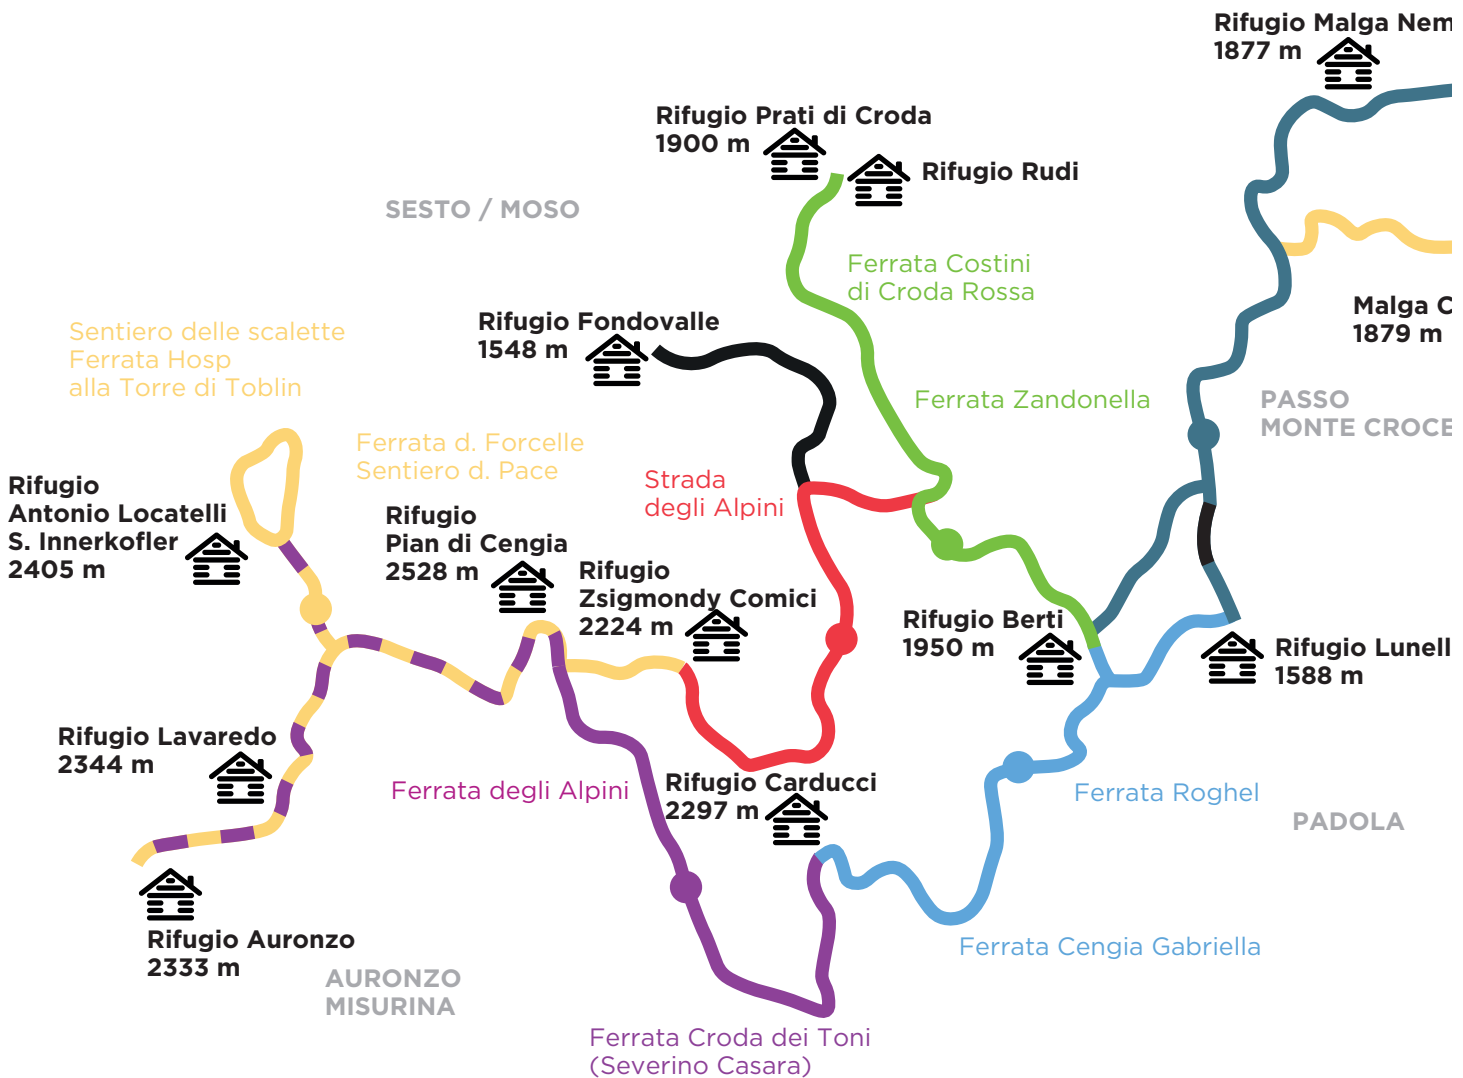 Rifugio Malga Nem
1877 m
Rifugio Prati di Croda
1900 m
Rifugio Rudi
SESTO / MOSO
Ferrata Costini
di Croda Rossa
Malga C
1879 m
Rifugio Fondovalle
1548 m
Sentiero delle scalette
Ferrata Hosp
alla Torre di Toblin
Ferrata Zandonella
PASSO
MONTE CROCE
Ferrata d. Forcelle
Sentiero d. Pace
Strada
degli Alpini
Rifugio
Antonio Locatelli
S. Innerkofler
2405 m
Rifugio
Pian di Cengia
2528 m
Rifugio
Zsigmondy Comici
2224 m
Rifugio Berti
1950 m
Rifugio Lunell
1588 m
Rifugio Lavaredo
2344 m
Ferrata degli Alpini
Rifugio Carducci
2297 m
Ferrata Roghel
PADOLA
Rifugio Auronzo
2333 m
AURONZO
MISURINA
Ferrata Cengia Gabriella
Ferrata Croda dei Toni
(Severino Casara)